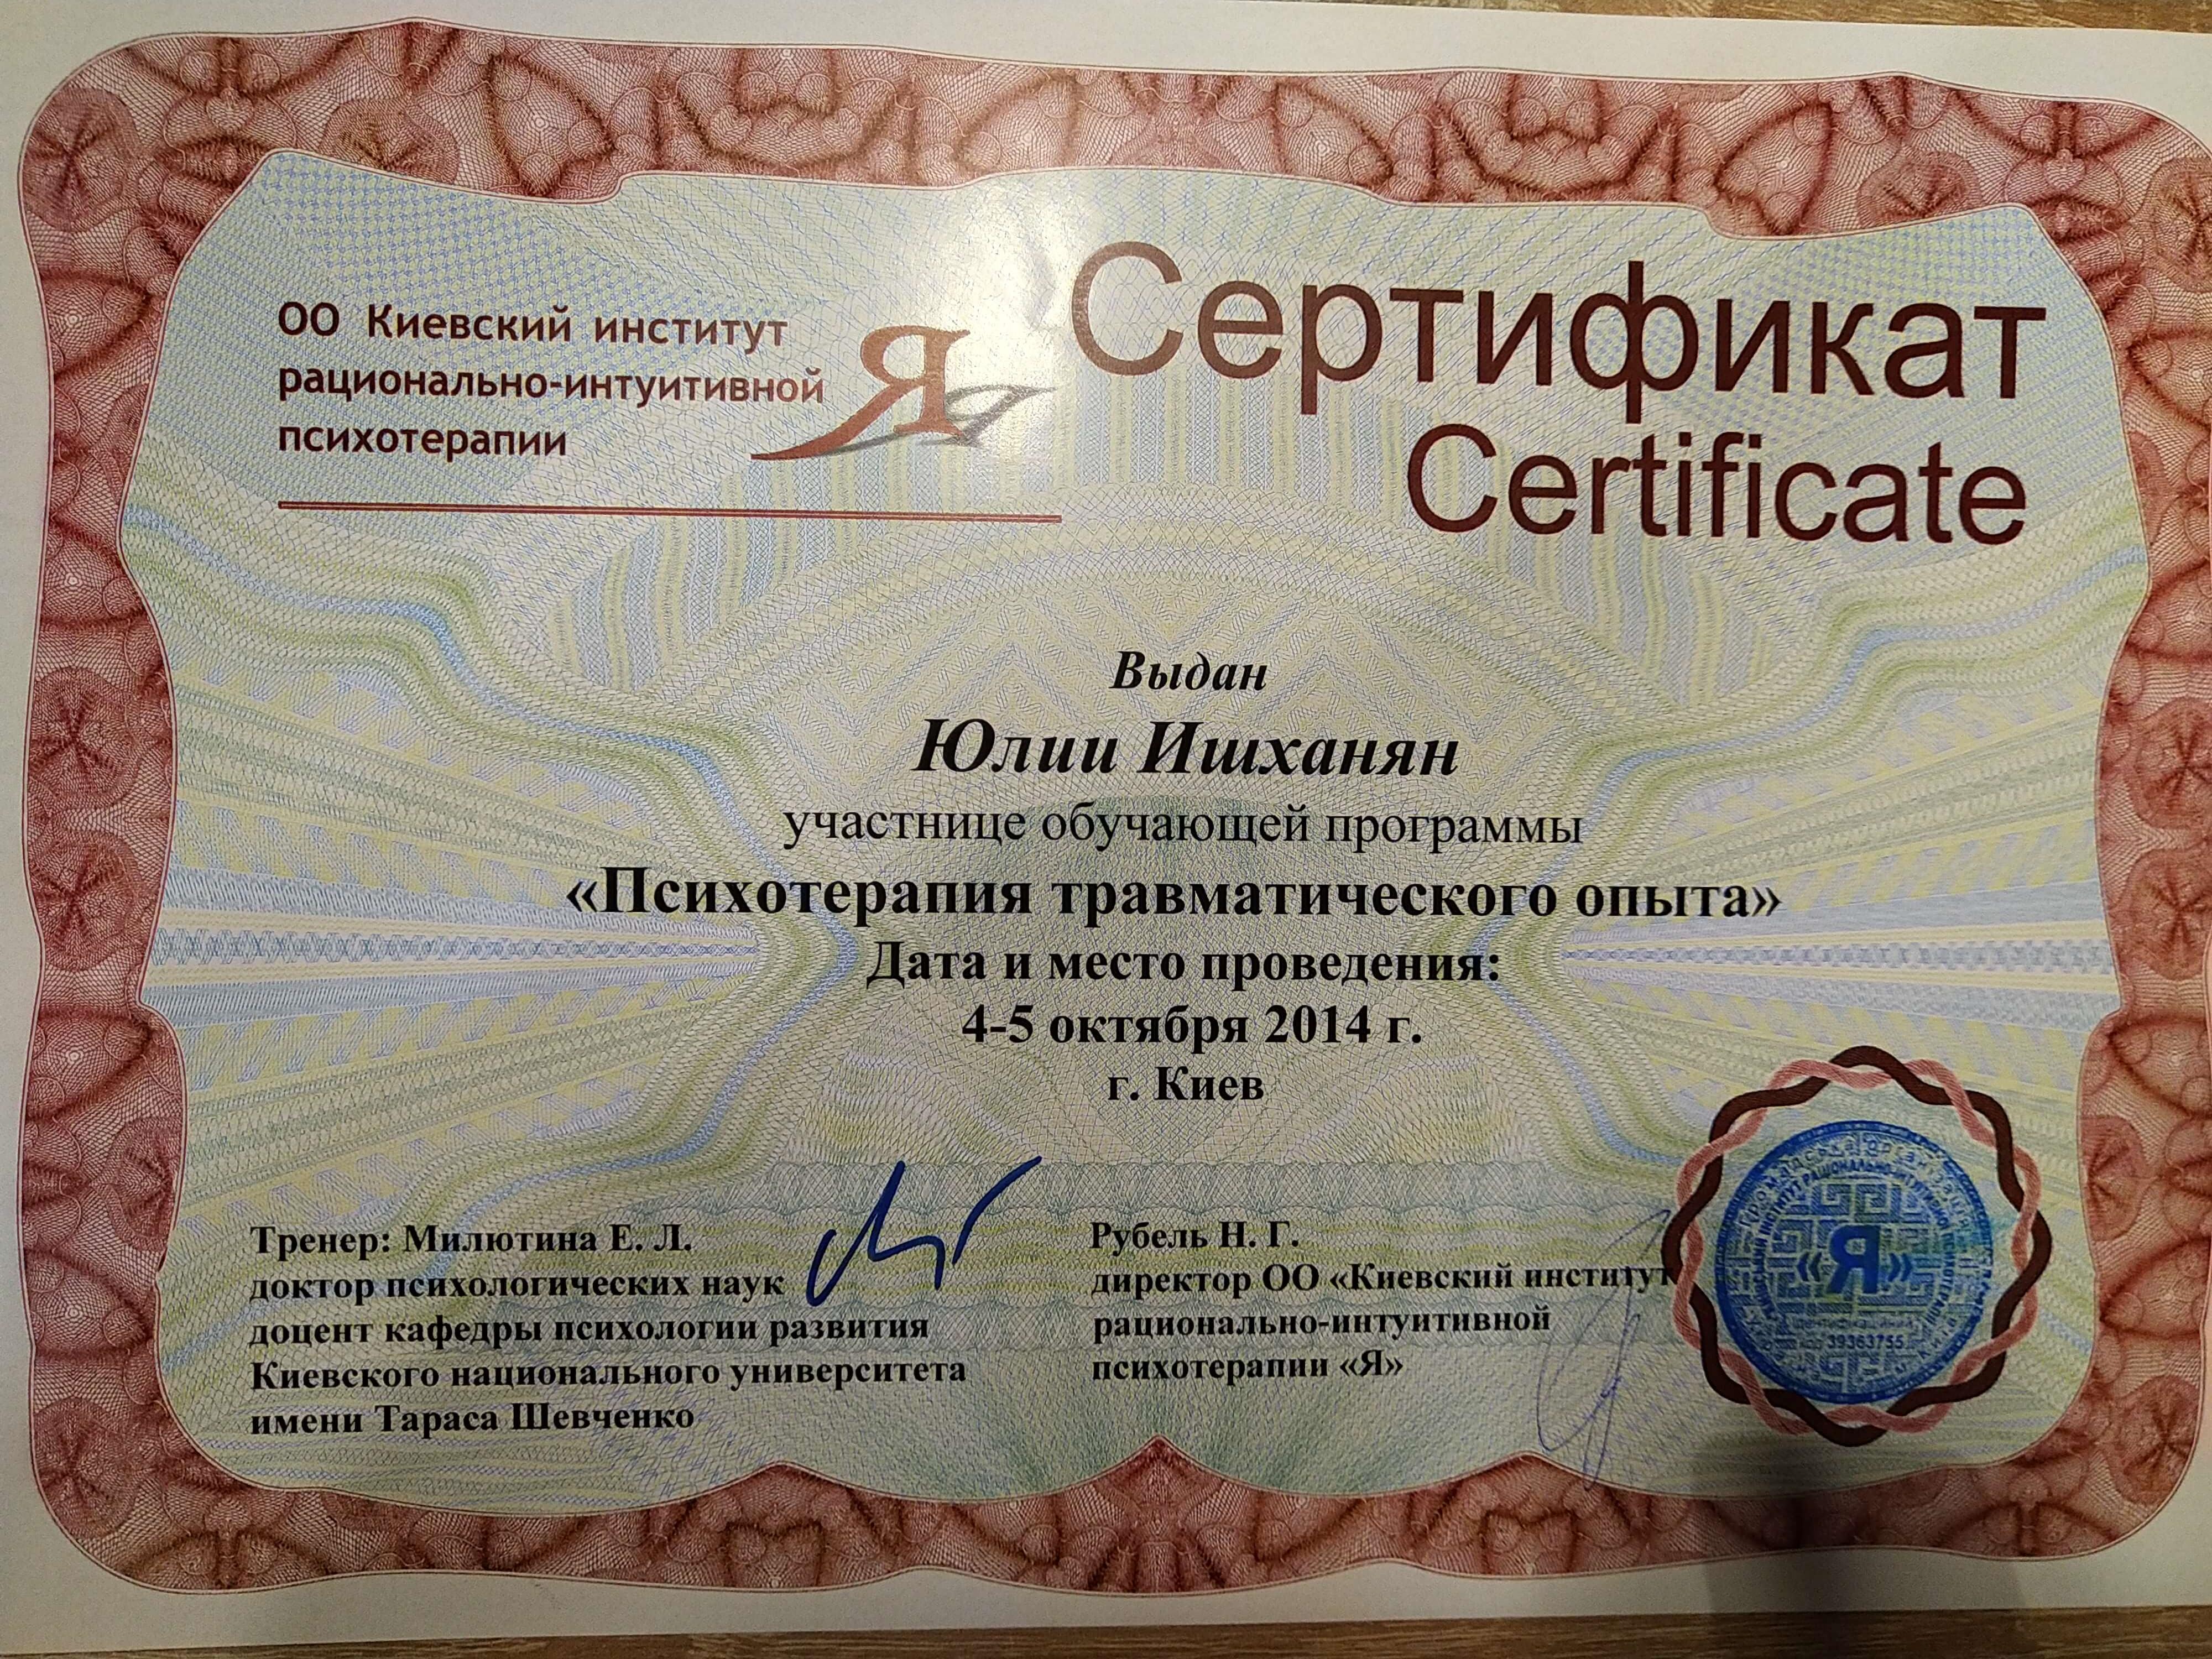 ОО Киевский институт
рационально-интуитивной
психотерапии
Я
Сертификат
Certificate
Выдан
Юлии Ишханян
участнице обучающей программы
«Психотерапия травматического опыта»
Дата и место проведения:
4-5 октября 2014 г.
г. Киев
Тренер: Милютина Е. Л.
доктор психологических наук
доцент кафедры психологии развития
Киевского национального университета
имени Тараса Шевченко
Рубель Н. Г.
директор ОО «Киевский институт
рационально-интуитивной
психотерапии «Я»
«Я»
39363755